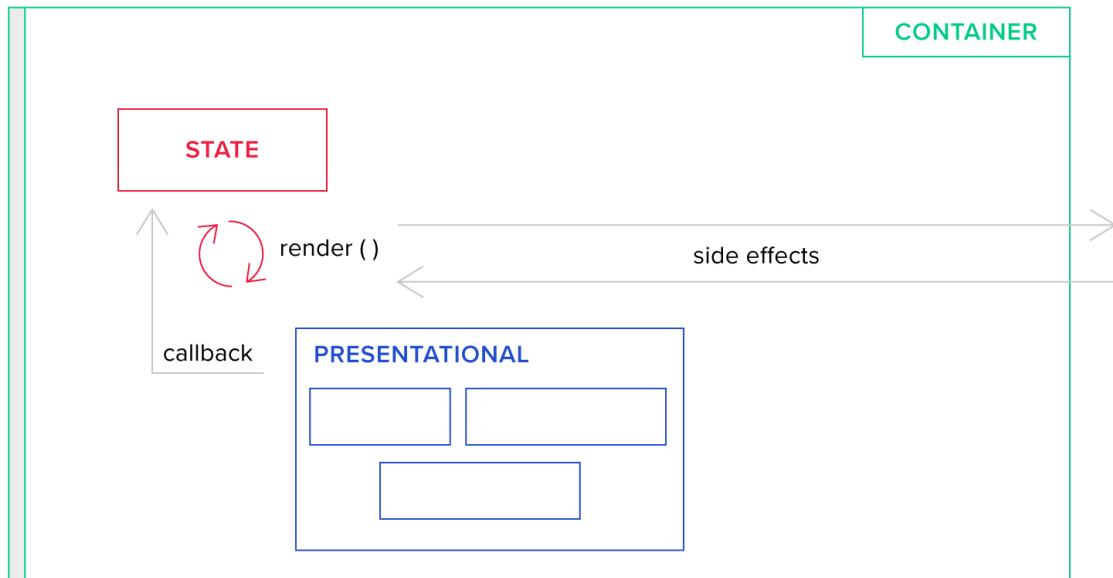 CONTAINER
STATE
render ( )
side effects
callback
PRESENTATIONAL